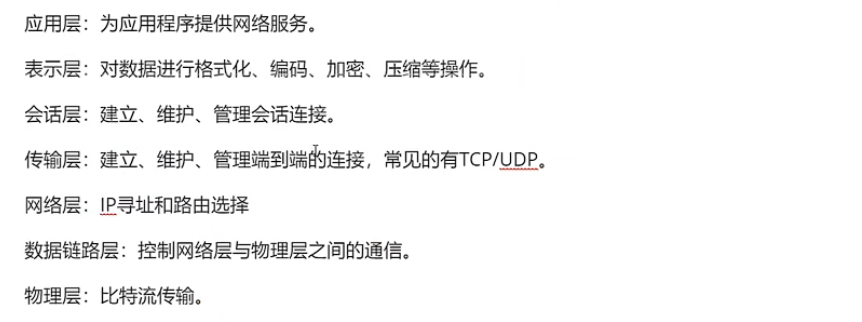 应用层：为应用程序提供网络服务。
表示层：对数据进行格式化、编码、加密、压缩等操作。
会话层：建立、维护、管理会话连接。
传输层：建立、维护、管理端到端的连接，常见的有TCP/UDP。
网络层：IP寻址和路由选择
数据链路层：控制网络层与物理层之间的通信。
物理层：比特流传输。